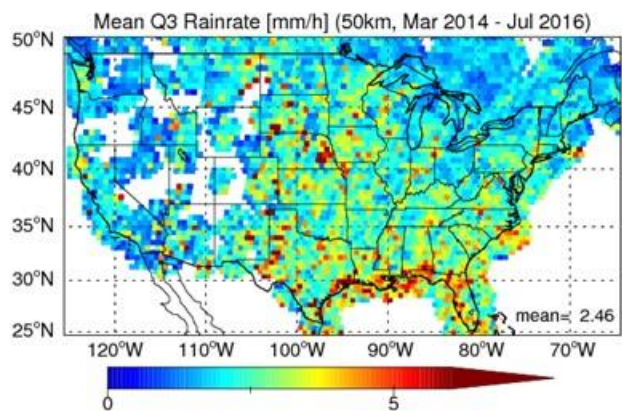 Mean Q3 Rainrate [mm/h] (50km, Mar 2014 - Jul 2016)
50°N
45°N
40°N
35°N
30°N
25°N
mean= 2.46
120°W 110°W 100°W 90°W 80°W 70°W
0 5